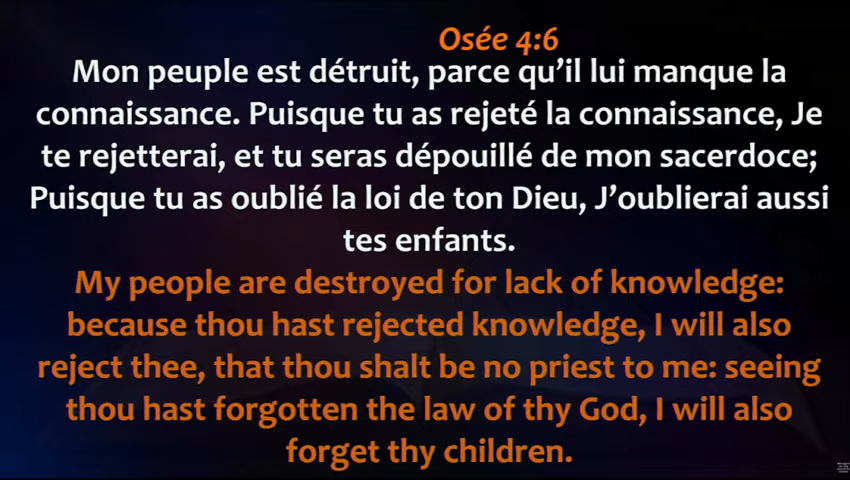 Osée 4:6
Mon peuple est détruit, parce qu’il lui manque la
connaissance. Puisque tu as rejeté la connaissance, Je
te rejetterai, et tu seras dépouillé de mon sacerdoce;
Puisque tu as oublié la loi de ton Dieu, J’oublierai aussi
tes enfants.
My people are destroyed for lack of knowledge:
because thou hast rejected knowledge, I will also
reject thee, that thou shalt be no priest to me: seeing
thou hast forgotten the law of thy God, I will also
forget thy children.